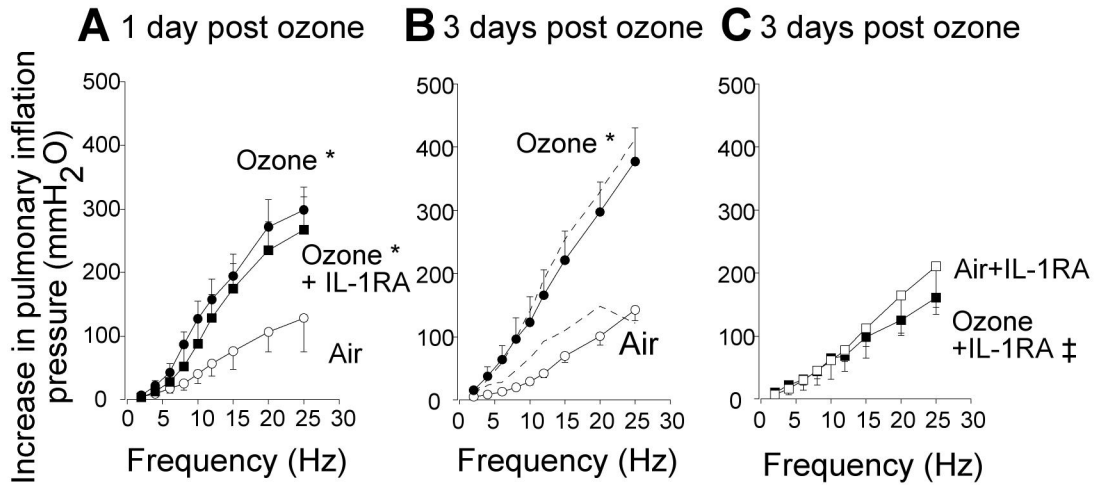 A 1 day post ozone
B 3 days post ozone
C 3 days post ozone
Increase in pulmonary inflation
pressure (mmH2O)
500
400
300
200
100
0
0 5 10 15 20 25 30
Frequency (Hz)
Ozone *
Ozone *
+ IL-1RA
Air
500
400
300
200
100
0
0 5 10 15 20 25 30
Frequency (Hz)
Ozone *
Air
500
400
300
200
100
0
0 5 10 15 20 25 30
Frequency (Hz)
Air+IL-1RA
Ozone
+IL-1RA ‡